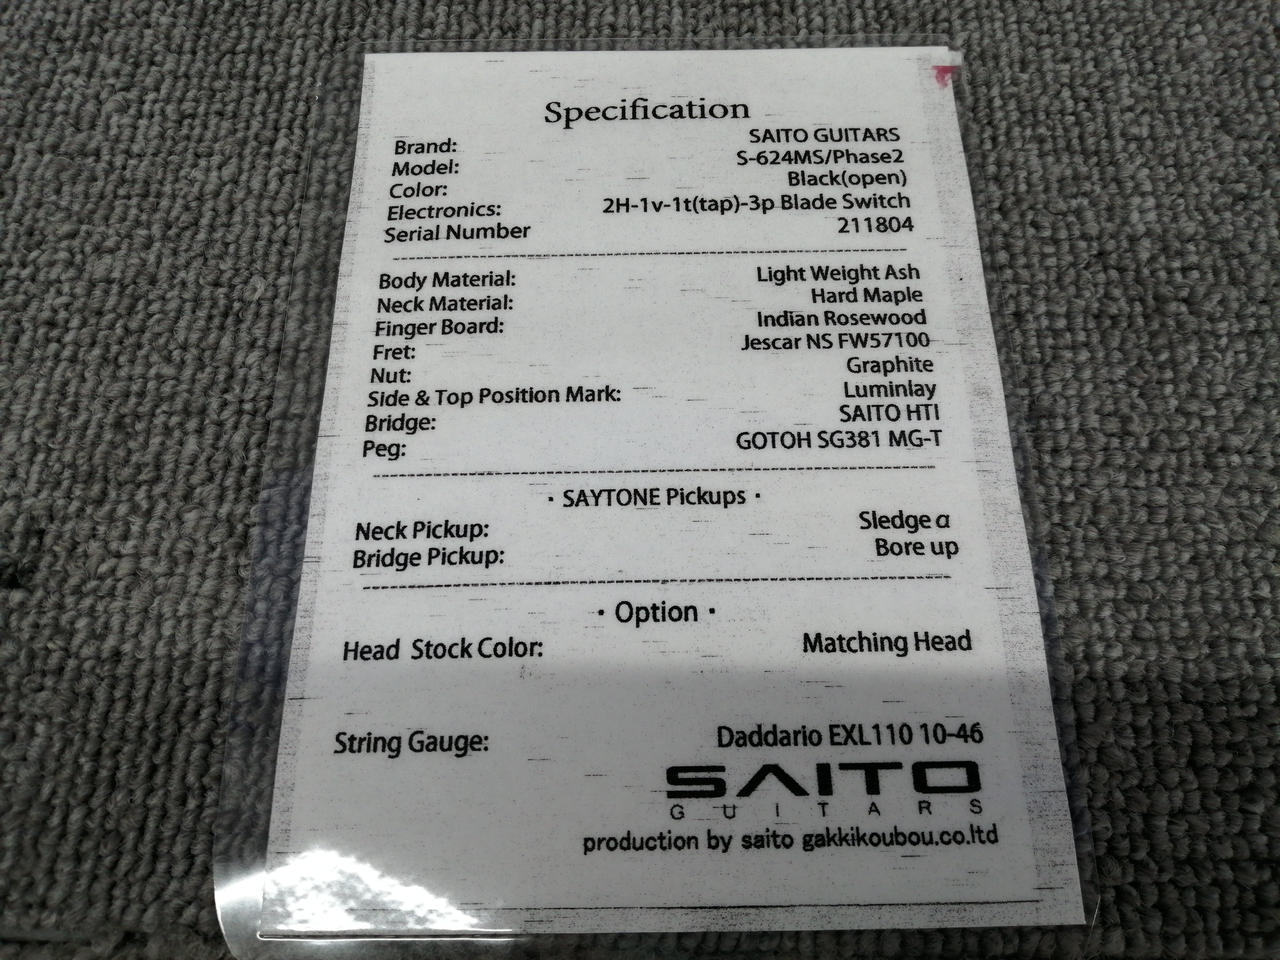 Specification
Brand: SAITO GUITARS
Model: S-624MS/Phase2
Color: Black(open)
Electronics: 2H-1v-1t(tap)-3p Blade Switch
Serial Number 211804
Body Material: Light Weight Ash
Neck Material: Hard Maple
Finger Board: Indian Rosewood
Fret: Jescar NS FW57100
Nut: Graphite
Side & Top Position Mark: Luminlay
Bridge: SAITO HTI
Peg: GOTOH SG381 MG-T
・SAYTONE Pickups・
Neck Pickup: Sledge α
Bridge Pickup: Bore up
・Option・
Head Stock Color: Matching Head
String Gauge: Daddario EXL110 10-46
SAITO
GUITARS
production by saito gakkikoubou.co.ltd